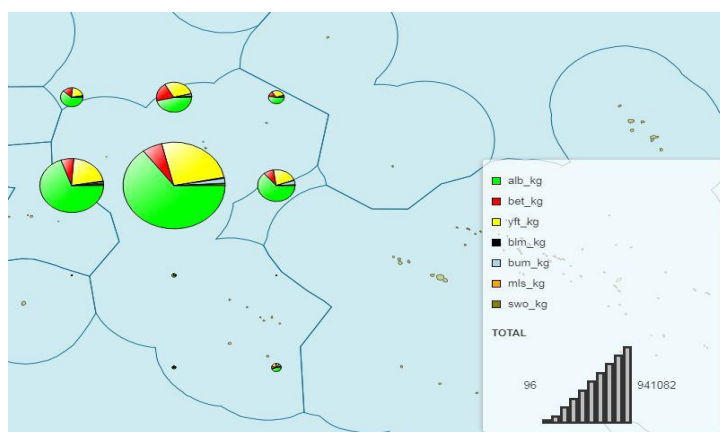 alb_kg
bet_kg
yft_kg
blm_kg
bum_kg
mls_kg
swo_kg
TOTAL
96 941082